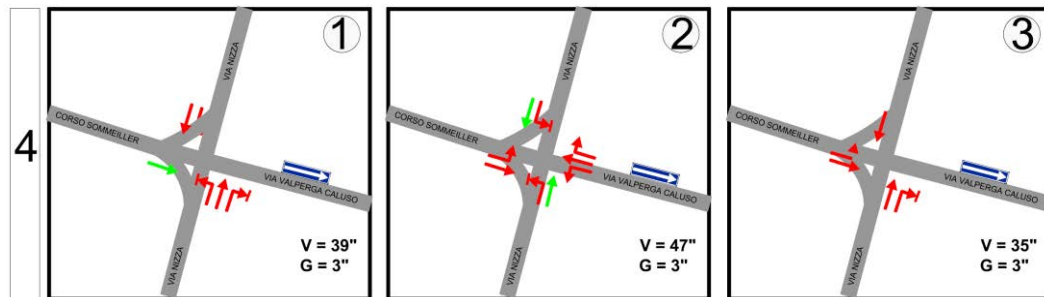 4
1
VIA NIZZA
CORSO SOMMEILLER
VIA VALPERGA CALUSO
VIA NIZZA
V = 39"
G = 3"
2
VIA NIZZA
CORSO SOMMEILLER
VIA VALPERGA CALUSO
VIA NIZZA
V = 47"
G = 3"
3
VIA NIZZA
CORSO SOMMEILLER
VIA VALPERGA CALUSO
VIA NIZZA
V = 35"
G = 3"